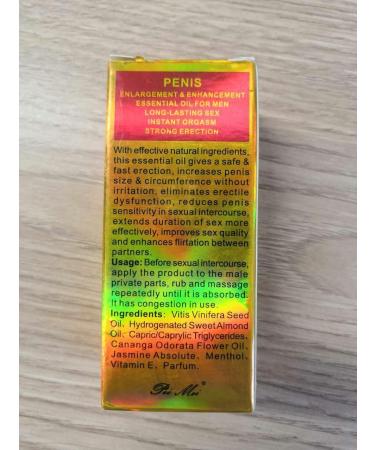 PENIS
ENLARGEMENT & ENHANCEMENT
ESSENTIAL OIL FOR MEN
LONG-LASTING SEX
INSTANT ORGASM
STRONG ERECTION
With effective natural ingredients,
this essential oil gives a safe &
fast erection, increases penis
size & circumference without
irritation, eliminates erectile
dysfunction, reduces penis
sensitivity in sexual intercourse,
extends duration of sex more
effectively, improves sex quality
and enhances flirtation between
partners.
Usage: Before sexual intercourse,
apply the product to the male
private parts, rub and massage
repeatedly until it is absorbed.
It has congestion in use.
Ingredients: Vitis Vinifera Seed
Oil, Hydrogenated Sweet Almond
Oil, Capric/Caprylic Triglycerides,
Cananga Odorata Flower Oil,
Jasmine Absolute, Menthol,
Vitamin E, Parfum.
Pei Mei